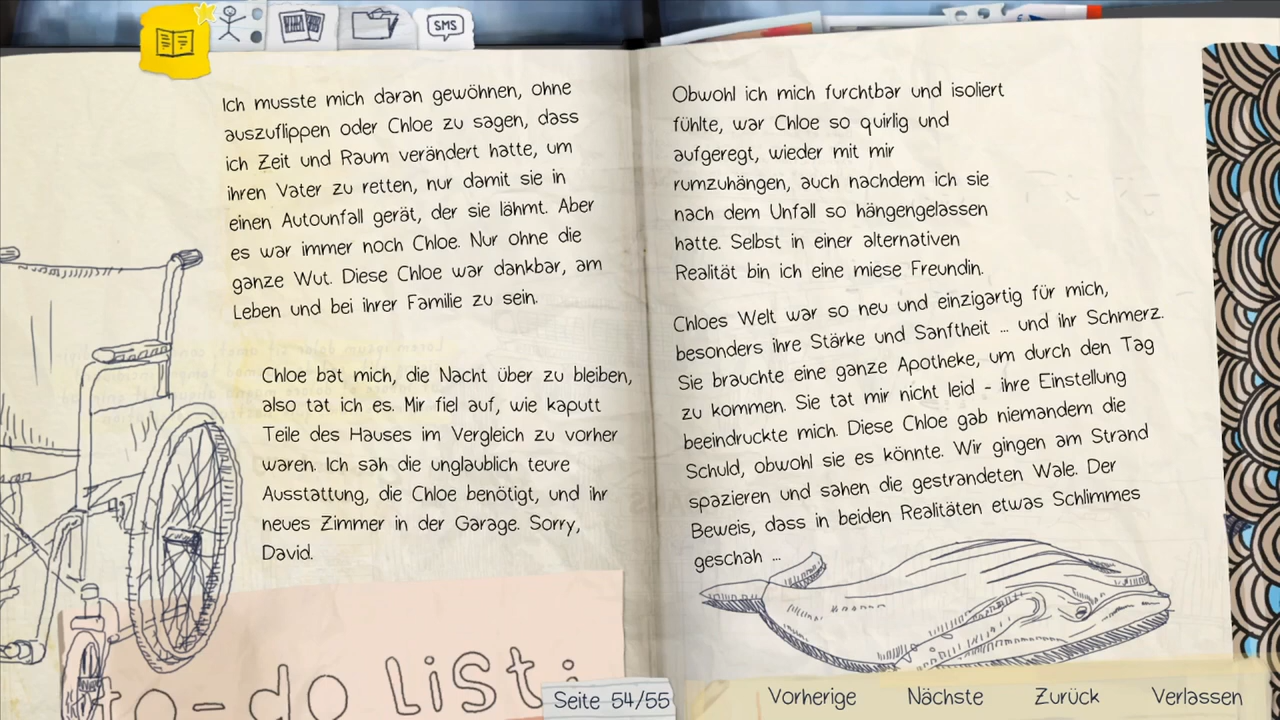 SMS
Ich musste mich daran gewöhnen, ohne
auszuflippen oder Chloe zu sagen, dass
ich Zeit und Raum verändert hatte, um
ihren Vater zu retten, nur damit sie in
einen Autounfall gerät, der sie lähmt. Aber
es war immer noch Chloe. Nur ohne die
ganze Wut. Diese Chloe war dankbar, am
Leben und bei ihrer Familie zu sein.
Chloe bat mich, die Nacht über zu bleiben,
also tat ich es. Mir fiel auf, wie kaputt
Teile des Hauses im Vergleich zu vorher
waren. Ich sah die unglaublich teure
Ausstattung, die Chloe benötigt, und ihr
neues Zimmer in der Garage. Sorry,
David.
to-do list:
Obwohl ich mich furchtbar und isoliert
fühlte, war Chloe so quirlig und
aufgeregt, wieder mit mir
rumzuhängen, auch nachdem ich sie
nach dem Unfall so hängengelassen
hatte. Selbst in einer alternativen
Realität bin ich eine miese Freundin.
Chloes Welt war so neu und einzigartig für mich,
besonders ihre Stärke und Sanftheit ... und ihr Schmerz.
Sie brauchte eine ganze Apotheke, um durch den Tag
zu kommen. Sie tat mir nicht leid - ihre Einstellung
beeindruckte mich. Diese Chloe gab niemandem die
Schuld, obwohl sie es könnte. Wir gingen am Strand
spazieren und sahen die gestrandeten Wale. Der
Beweis, dass in beiden Realitäten etwas Schlimmes
geschah ...
Seite 54/55
Vorherige Nächste Zurück Verlassen